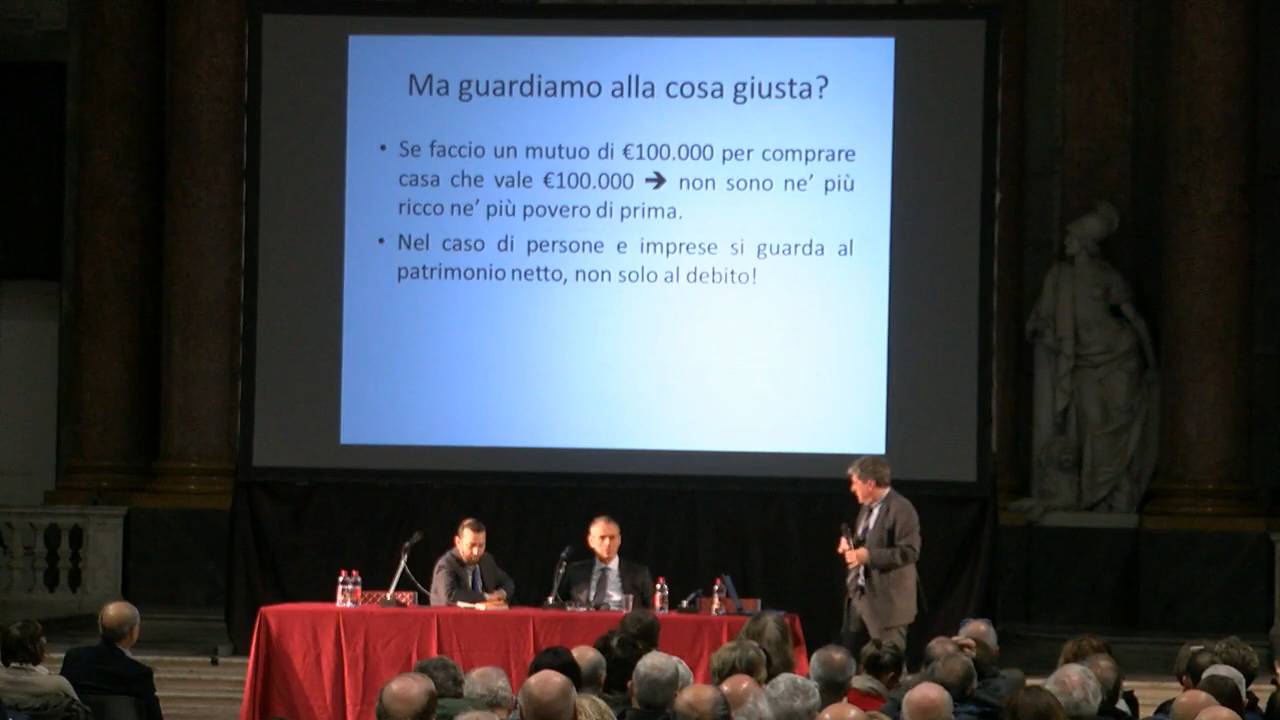 Ma guardiamo alla cosa giusta?
• Se faccio un mutuo di €100.000 per comprare
casa che vale €100.000 ➔ non sono ne’ più
ricco ne’ più povero di prima.
• Nel caso di persone e imprese si guarda al
patrimonio netto, non solo al debito!